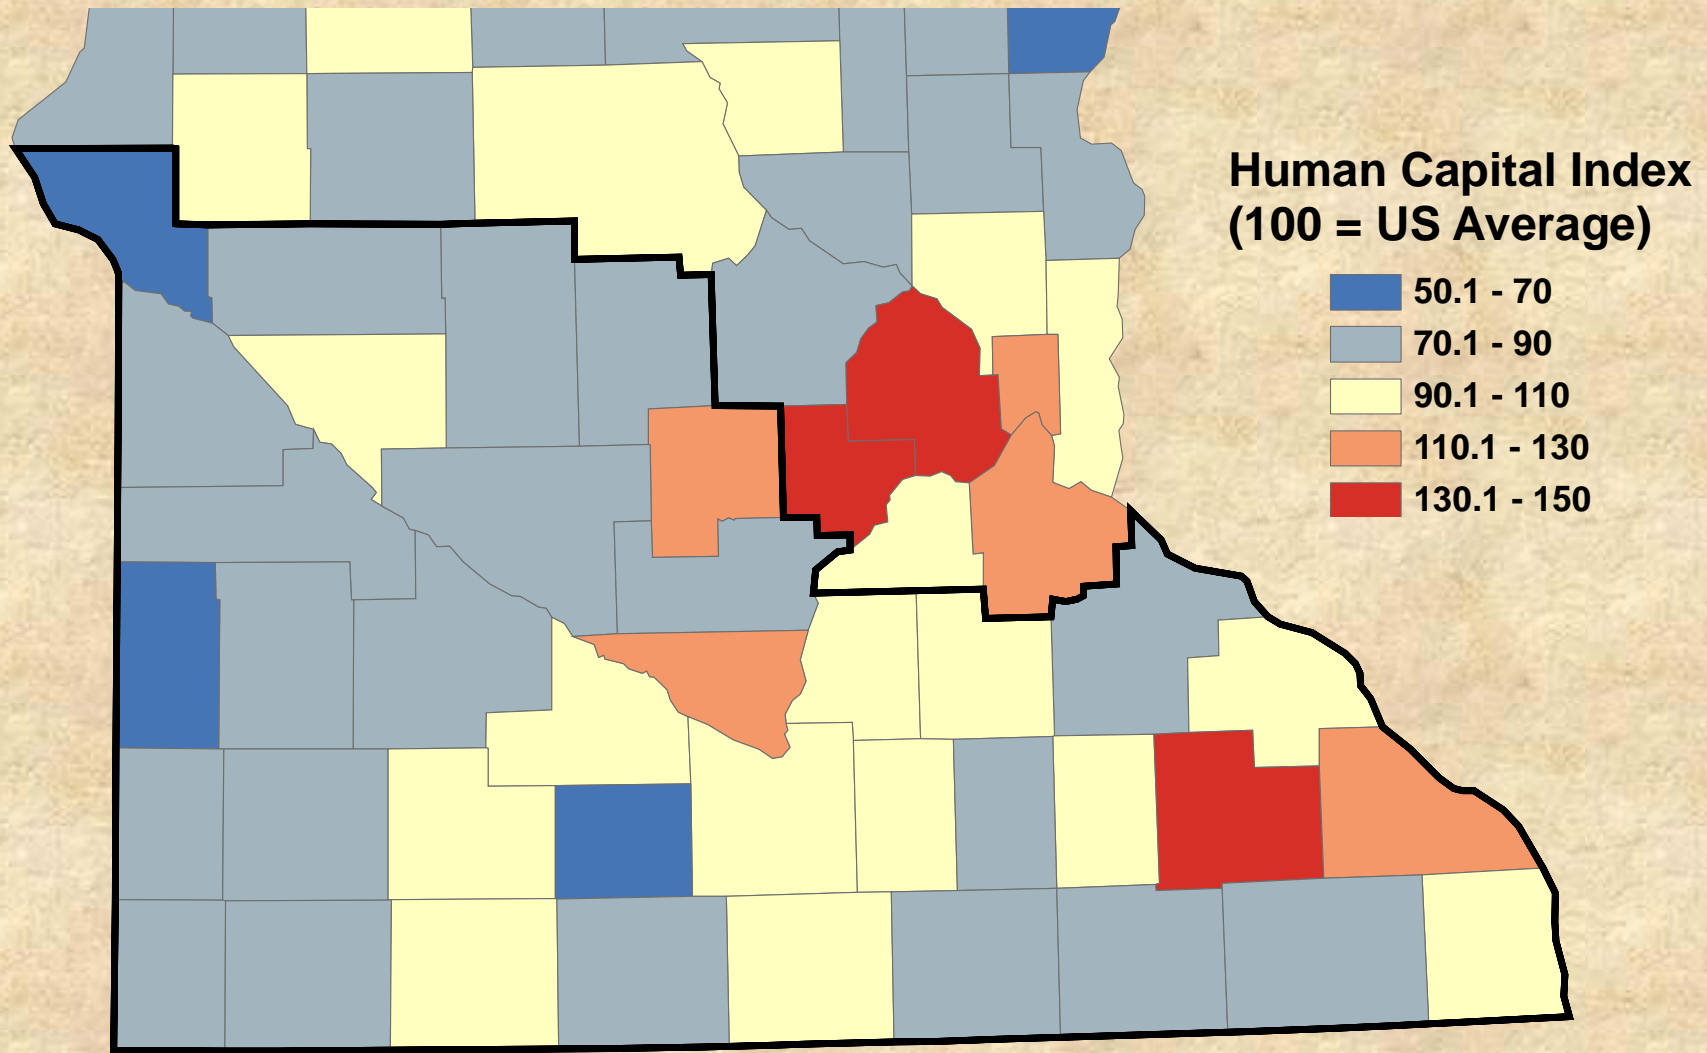 Human Capital Index
(100 = US Average)
50.1 - 70
70.1 - 90
90.1 - 110
110.1 - 130
130.1 - 150